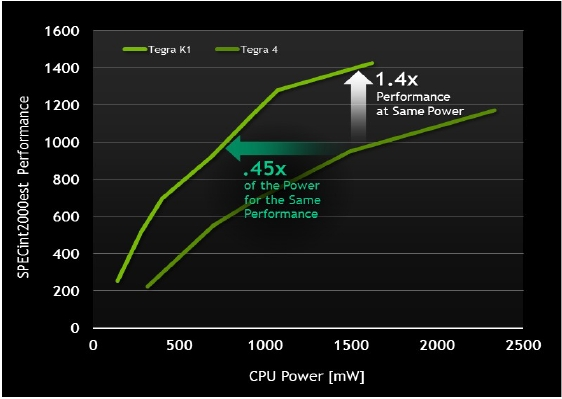 1600
1400
1200
1000
800
600
400
200
0
SPECint2000est Performance
Tegra K1
Tegra 4
1.4x
Performance
at Same Power
.45x
of the Power
for the Same
Performance
0 500 1000 1500 2000 2500
CPU Power [mW]